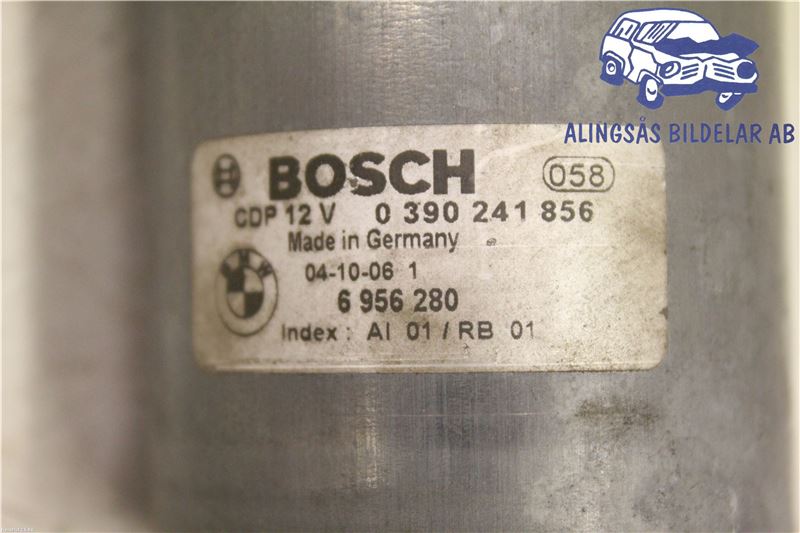 ALINGSÅS BILDELAR AB
BOSCH 058
CDP 12 V 0 390 241 856
Made in Germany
BMW
04-10-06 1
6 956 280
Index : AI 01 / RB 01